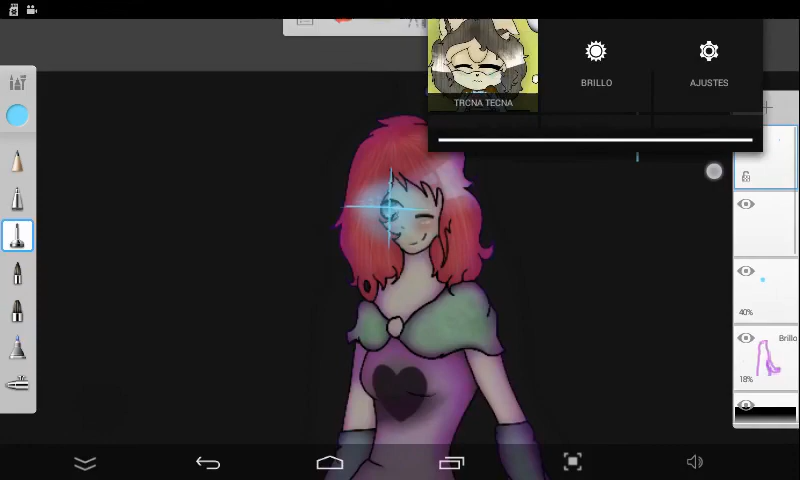 BRILLO
AJUSTES
TRCNA TECNA
40%
Brillo
18%